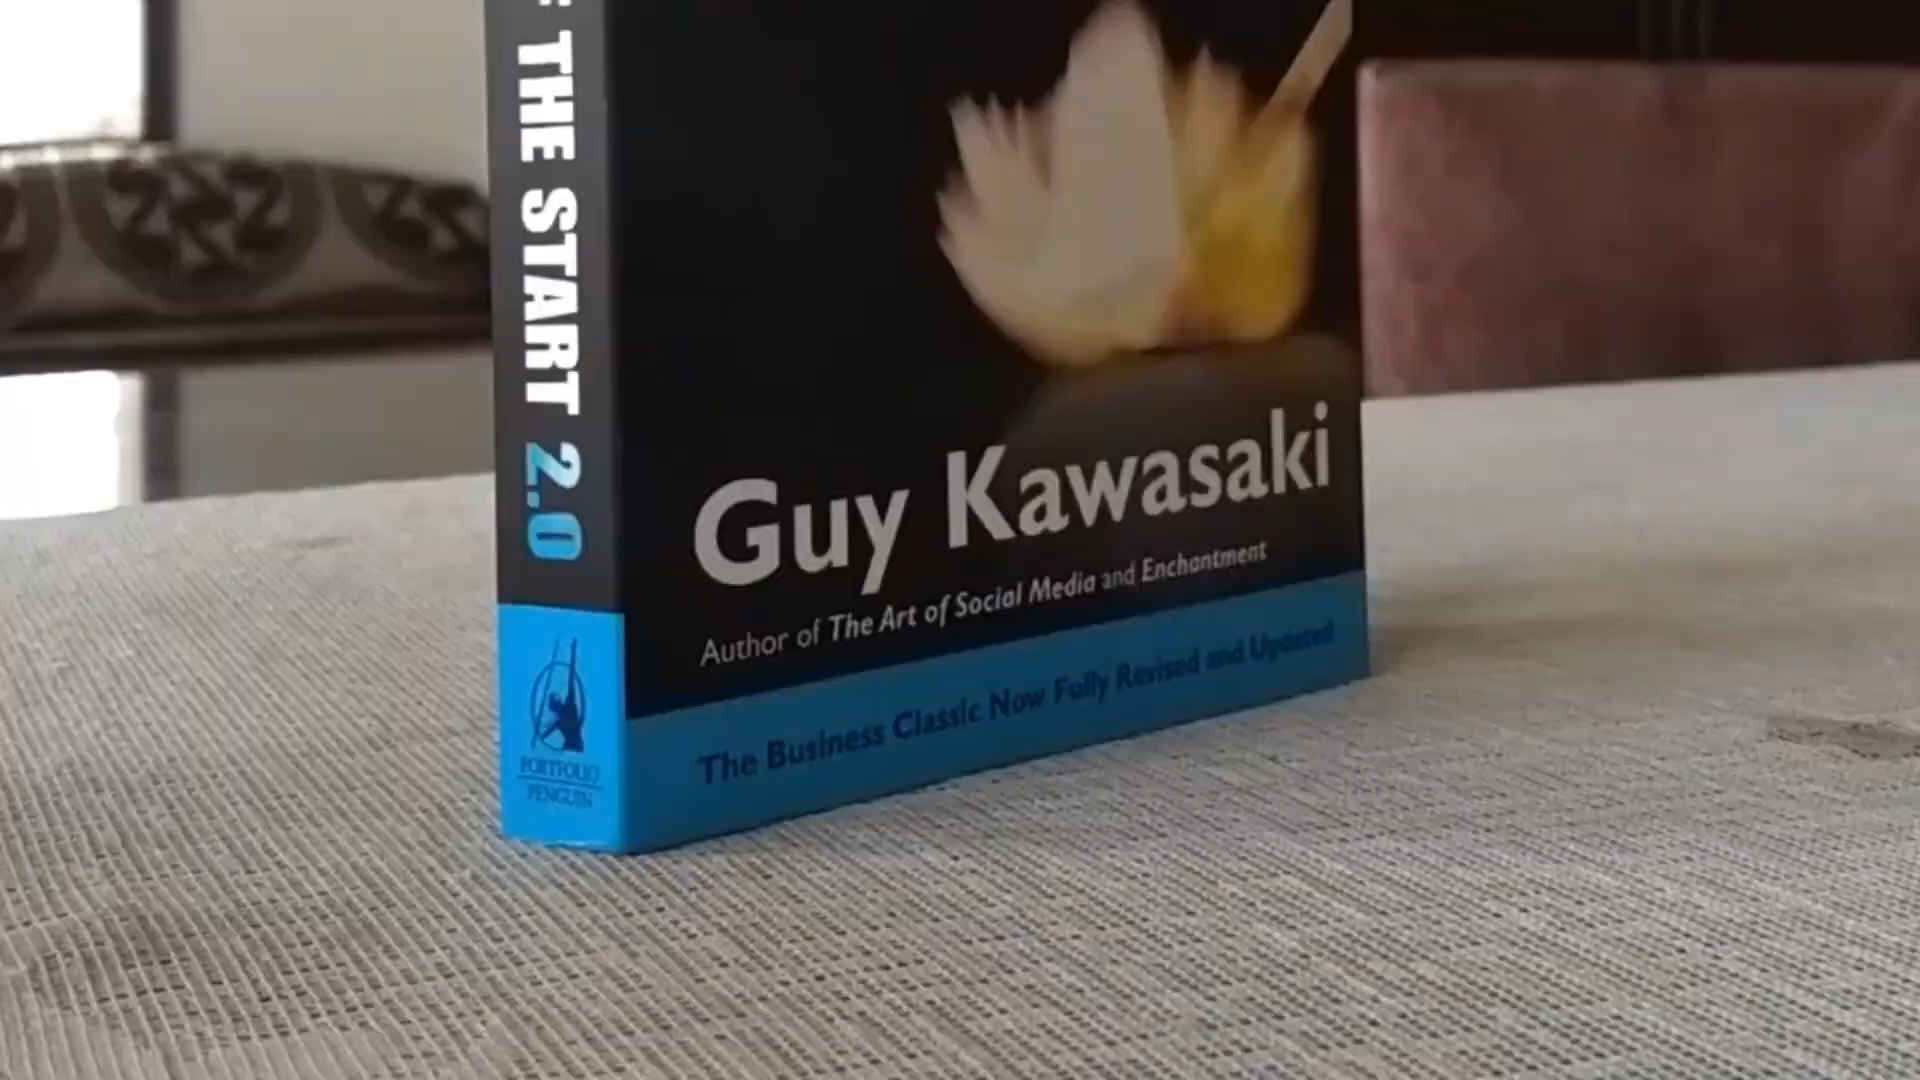 THE START 2.0
PORTFOLIO
PENGUIN
Guy Kawasaki
Author of The Art of Social Media and Enchantment
The Business Classic Now Fully Revised and Updated